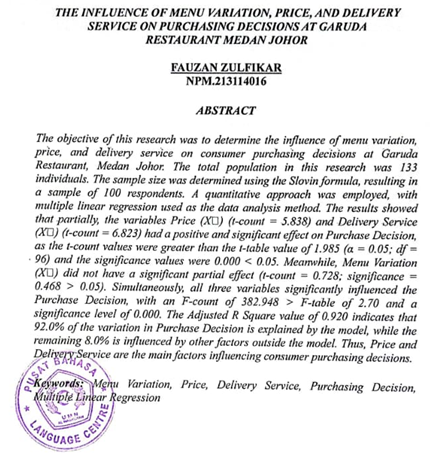 THE INFLUENCE OF MENU VARIATION, PRICE, AND DELIVERY
SERVICE ON PURCHASING DECISIONS AT GARUDA
RESTAURANT MEDAN JOHOR
FAUZAN ZULFIKAR
NPM.213114016
ABSTRACT
The objective of this research was to determine the influence of menu variation,
price, and delivery service on consumer purchasing decisions at Garuda
Restaurant, Medan Johor. The total population in this research was 133
individuals. The sample size was determined using the Slovin formula, resulting in
a sample of 100 respondents. A quantitative approach was employed, with
multiple linear regression used as the data analysis method. The results showed
that partially, the variables Price (X□) (t-count = 5.838) and Delivery Service
(X□) (t-count = 6.823) had a positive and significant effect on Purchase Decision,
as the t-count values were greater than the t-table value of 1.985 (α = 0.05; df =
96) and the significance values were 0.000 < 0.05. Meanwhile, Menu Variation
(X□) did not have a significant partial effect (t-count = 0.728; significance =
0.468 > 0.05). Simultaneously, all three variables significantly influenced the
Purchase Decision, with an F-count of 382.948 > F-table of 2.70 and a
significance level of 0.000. The Adjusted R Square value of 0.920 indicates that
92.0% of the variation in Purchase Decision is explained by the model, while the
remaining 8.0% is influenced by other factors outside the model. Thus, Price and
Delivery Service are the main factors influencing consumer purchasing decisions.
Keywords: Menu Variation, Price, Delivery Service, Purchasing Decision,
Multiple Linear Regression
PUSAT BAHASA
LANGUAGE CENTRE